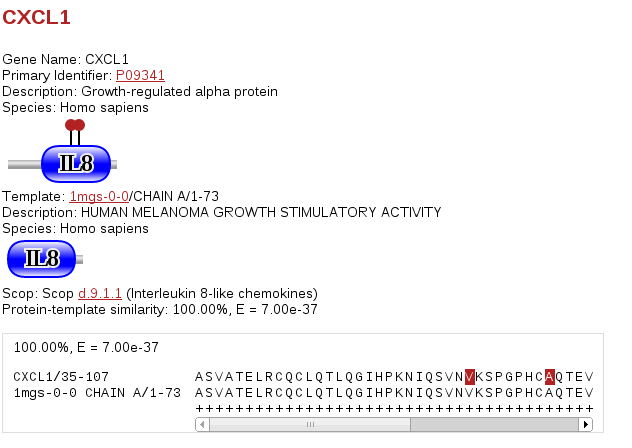 CXCL1
Gene Name: CXCL1
Primary Identifier: P09341
Description: Growth-regulated alpha protein
Species: Homo sapiens
IL8
Template: 1mgs-0-0/CHAIN A/1-73
Description: HUMAN MELANOMA GROWTH STIMULATORY ACTIVITY
Species: Homo sapiens
IL8
Scop: Scop d.9.1.1 (Interleukin 8-like chemokines)
Protein-template similarity: 100.00%, E = 7.00e-37
100.00%, E = 7.00e-37
CXCL1/35-107 ASVATELRCQCLQTLQGIHPKNIQSVNVKSPGPHCAQTEV
1mgs-0-0 CHAIN A/1-73 ASVATELRCQCLQTLQGIHPKNIQSVNVKSPGPHCAQTEV
++++++++++++++++++++++++++++++++++++++++